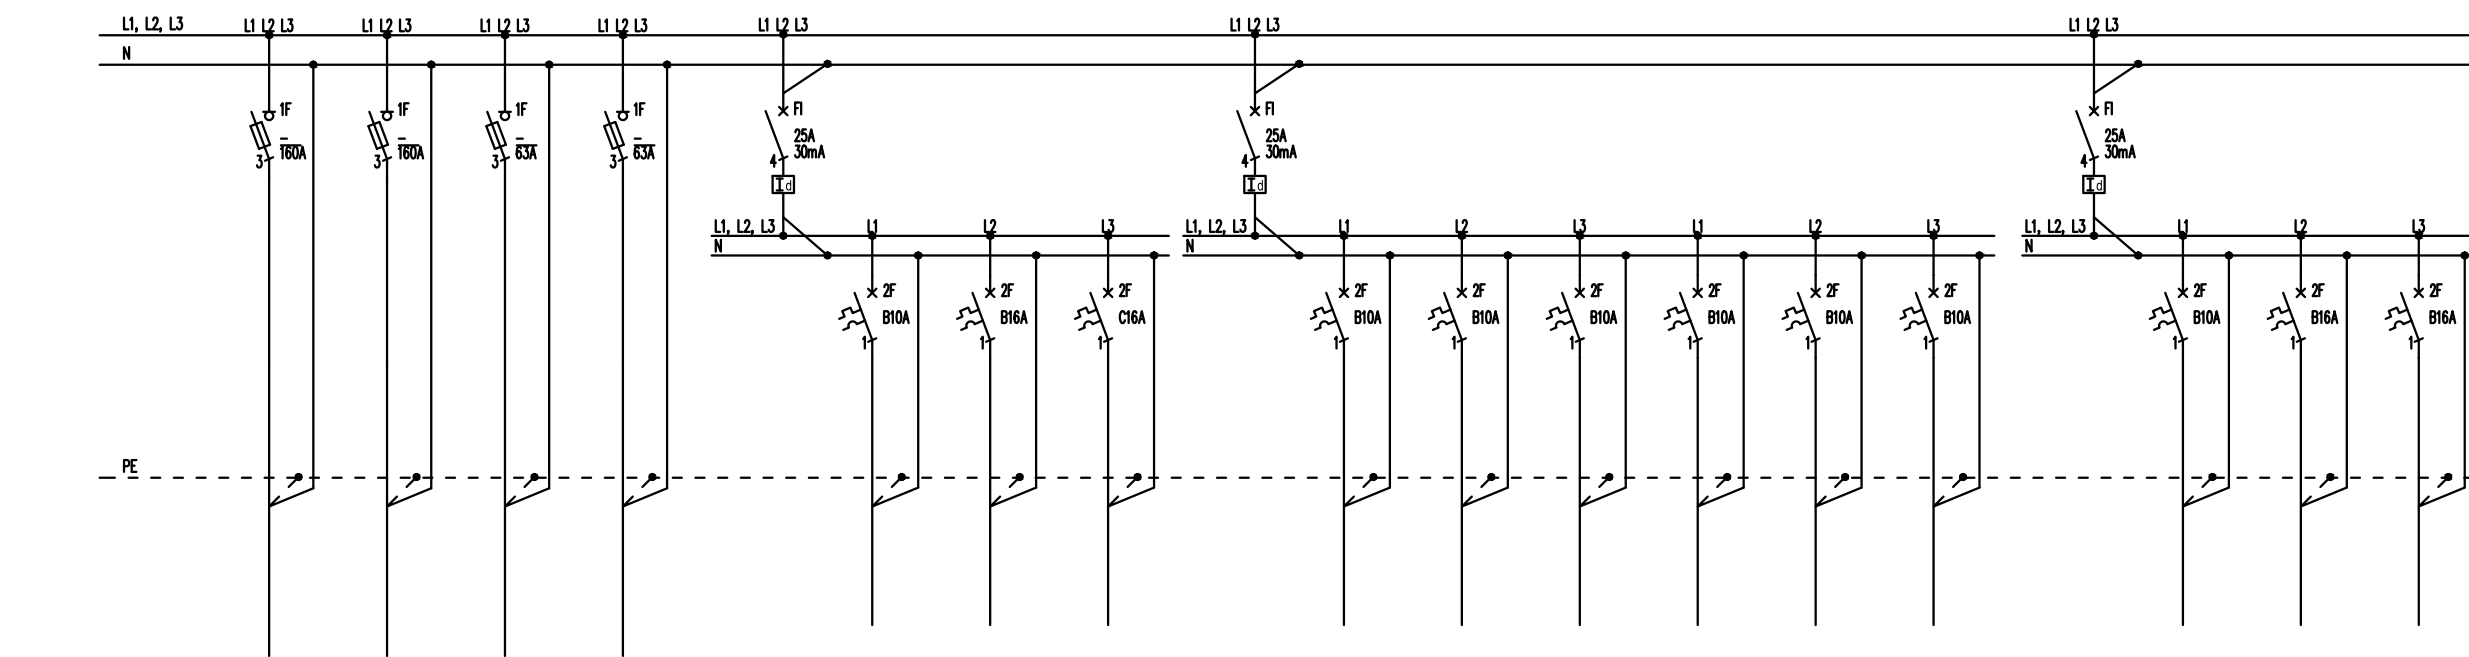 L1, L2, L3
L1 L2 L3
L1 L2 L3
L1 L2 L3
L1 L2 L3
L1 L2 L3
L1 L2 L3
L1 L2 L3
N
1F
160A
3
1F
160A
3
1F
63A
3
1F
63A
3
FI
25A
30mA
4
Id
FI
25A
30mA
4
Id
FI
25A
30mA
4
Id
L1, L2, L3
L1
L2
L3
N
L1, L2, L3
L1
L2
L3
L1
L2
L3
N
L1, L2, L3
L1
L2
L3
N
2F
B10A
1
2F
B16A
1
2F
C16A
1
2F
B10A
1
2F
B10A
1
2F
B10A
1
2F
B10A
1
2F
B10A
1
2F
B10A
1
2F
B10A
1
2F
B16A
1
2F
B16A
1
PE